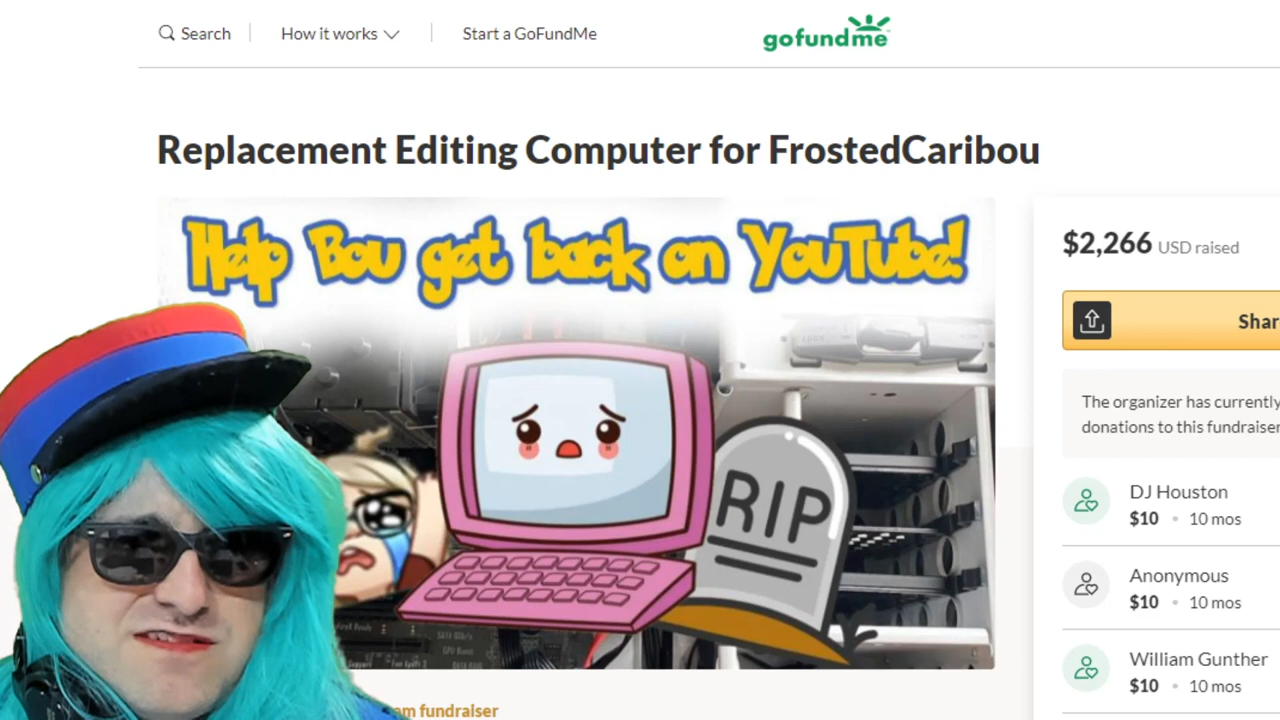 Search
How it works
Start a GoFundMe
gofundme
Replacement Editing Computer for FrostedCaribou
Help Bou get back on YouTube!
$2,266 USD raised
Shar
The organizer has currently
donations to this fundraiser
RIP
DJ Houston
$10 • 10 mos
Anonymous
$10 • 10 mos
William Gunther
$10 • 10 mos
am fundraiser